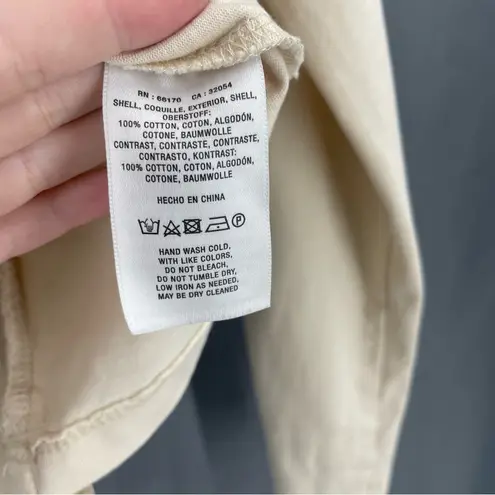 RN : 66170 CA : 32054
SHELL, COQUILLE, EXTERIOR, SHELL,
OBERSTOFF:
100% COTTON, COTON, ALGODÓN,
COTONE, BAUMWOLLE
CONTRAST, CONTRASTE, CONTRASTE,
CONTRASTO, KONTRAST:
100% COTTON, COTON, ALGODÓN,
COTONE, BAUMWOLLE
HECHO EN CHINA
P
HAND WASH COLD,
WITH LIKE COLORS,
DO NOT BLEACH,
DO NOT TUMBLE DRY,
LOW IRON AS NEEDED,
MAY BE DRY CLEANED